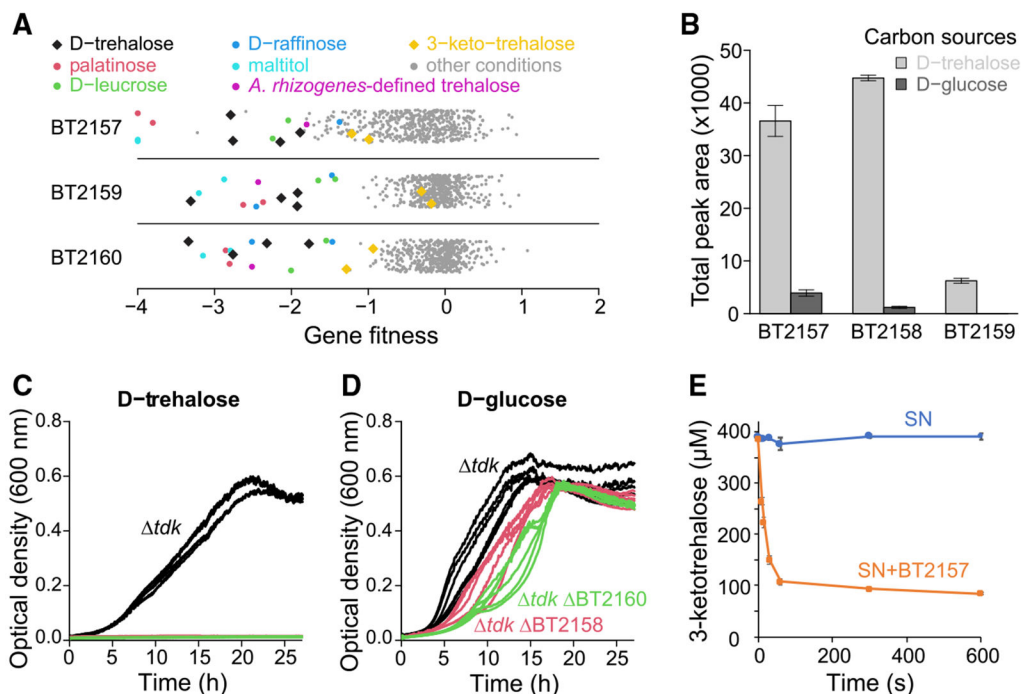 A
D−trehalose D−raffinose 3-keto-trehalose
palatinose maltitol other conditions
D−leucrose A. rhizogenes-defined trehalose
BT2157
BT2159
BT2160
−4 −3 −2 −1 0 1 2
Gene fitness
B
Carbon sources
D−trehalose
D−glucose
Total peak area (x1000)
50
40
30
20
10
0
BT2157 BT2158 BT2159
C
D−trehalose
Optical density (600 nm)
0.8
0.6
0.4
0.2
0.0
Δtdk
0 5 10 15 20 25
Time (h)
D
D−glucose
Optical density (600 nm)
0.8
0.6
0.4
0.2
0.0
Δtdk
Δtdk ΔBT2160
Δtdk ΔBT2158
0 5 10 15 20 25
Time (h)
E
3-ketotrehalose (µM)
400
300
200
100
0
SN
SN+BT2157
0 200 400 600
Time (s)